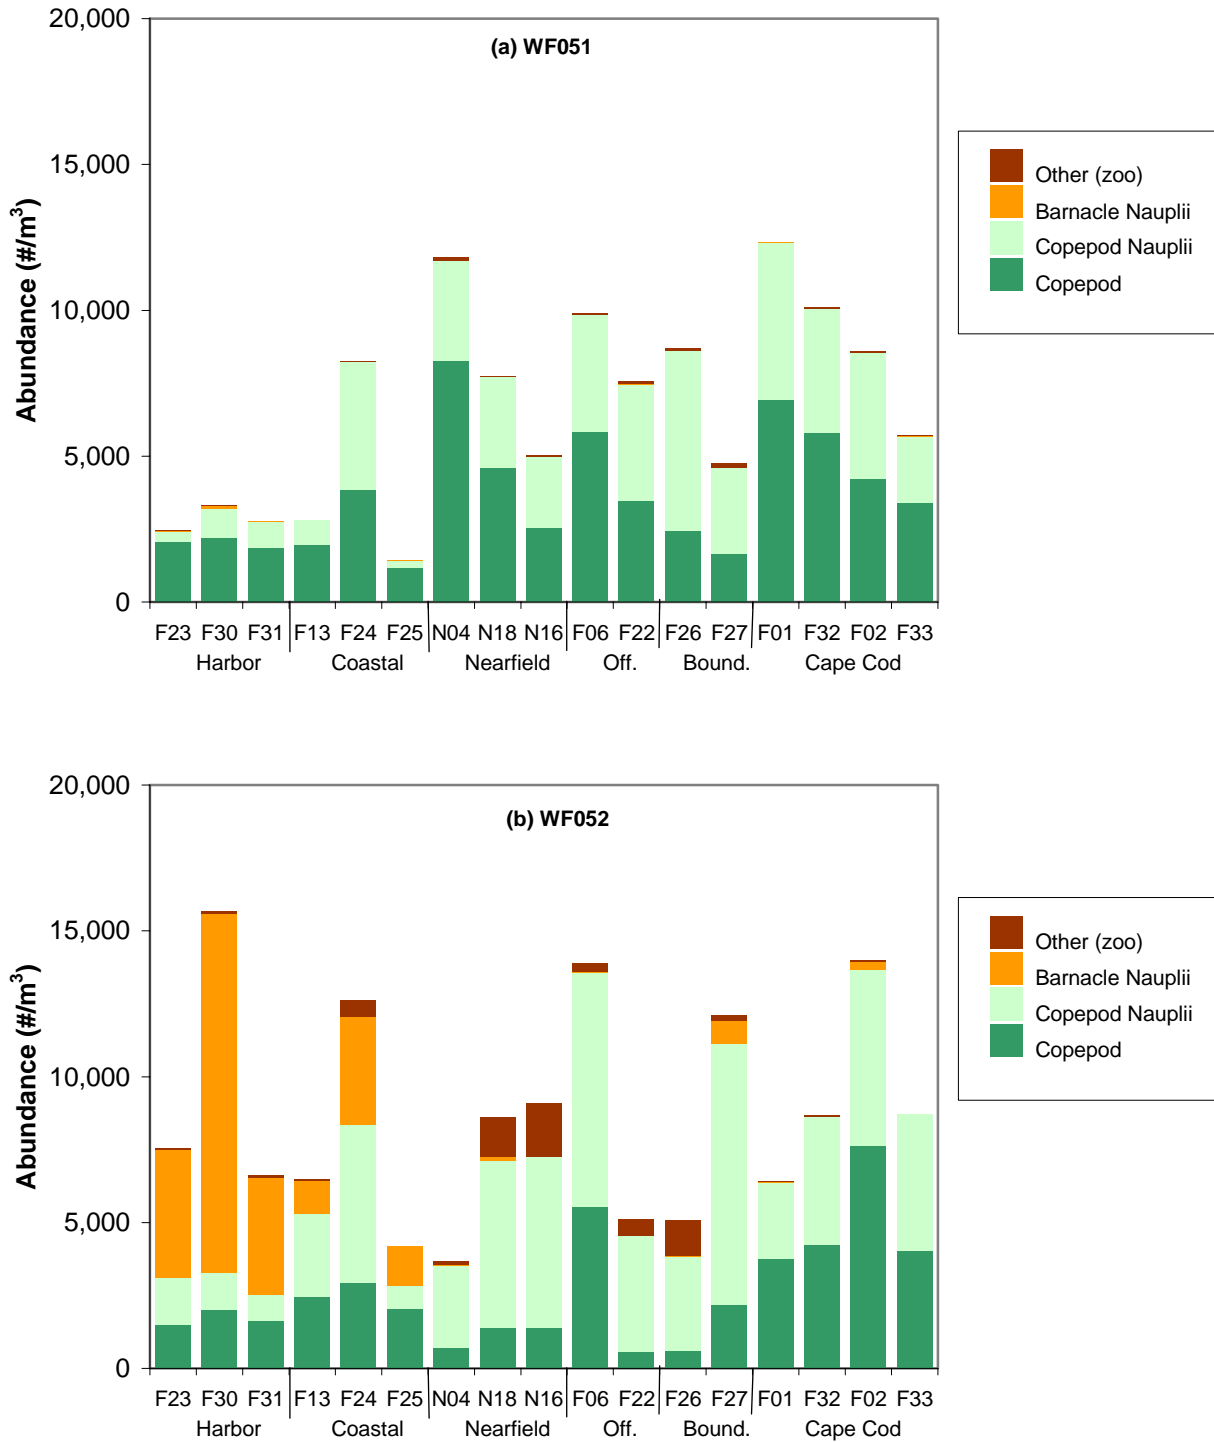 (a) WF051
20,000
15,000
10,000
5,000
0
Abundance (#/m³)
F23 F30 F31 F13 F24 F25 N04 N18 N16 F06 F22 F26 F27 F01 F32 F02 F33
Harbor Coastal Nearfield Off. Bound. Cape Cod
Other (zoo)
Barnacle Nauplii
Copepod Nauplii
Copepod
(b) WF052
20,000
15,000
10,000
5,000
0
Abundance (#/m³)
F23 F30 F31 F13 F24 F25 N04 N18 N16 F06 F22 F26 F27 F01 F32 F02 F33
Harbor Coastal Nearfield Off. Bound. Cape Cod
Other (zoo)
Barnacle Nauplii
Copepod Nauplii
Copepod